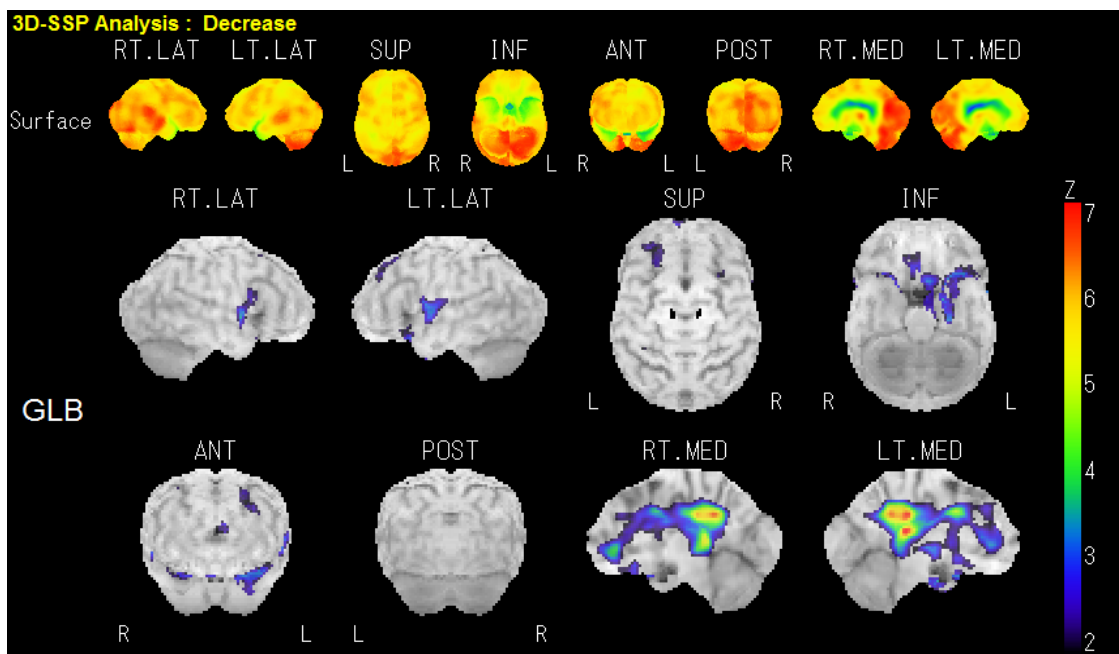 3D-SSP Analysis : Decrease
RT.LAT LT.LAT SUP INF ANT POST RT.MED LT.MED
Surface
L R R L R L L R
RT.LAT LT.LAT SUP INF
Z
7
6
5
4
3
2
L R R L
GLB
ANT POST RT.MED LT.MED
R L L R